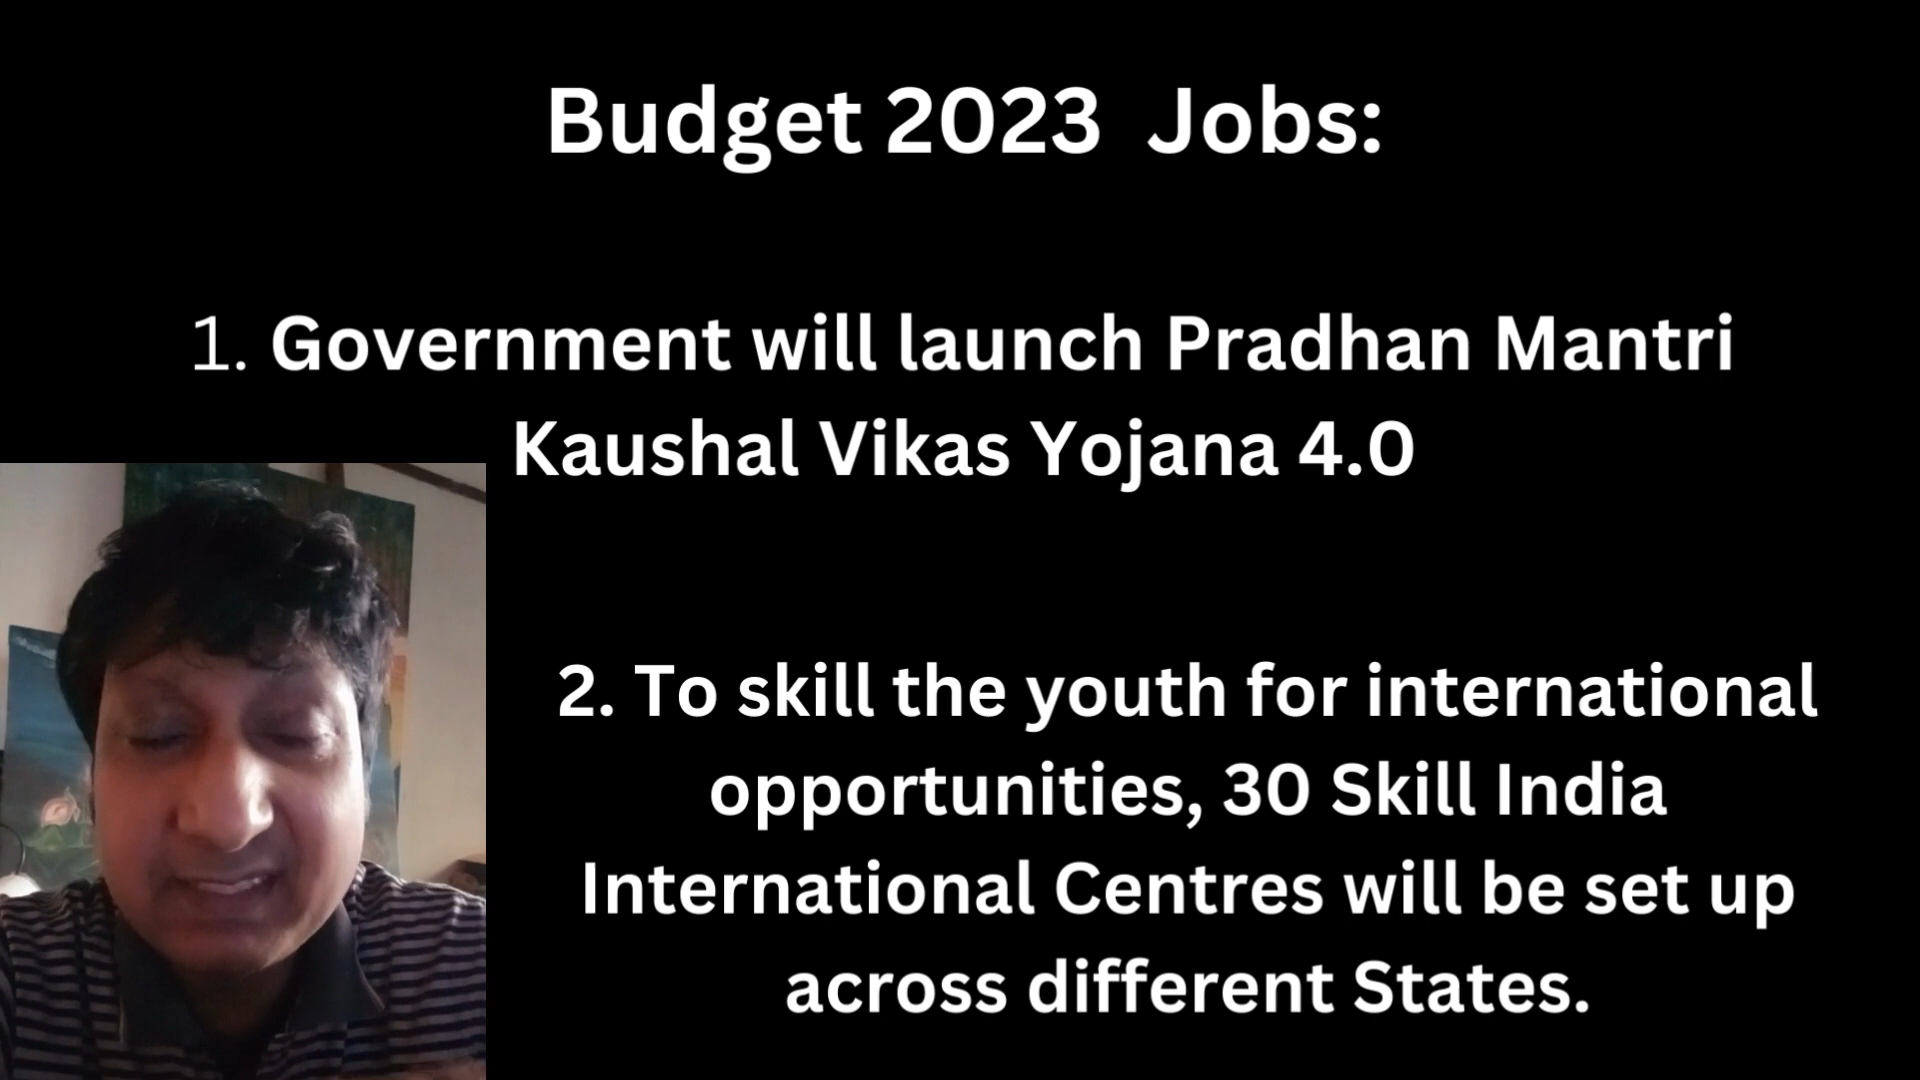 Budget 2023 Jobs:
1. Government will launch Pradhan Mantri
Kaushal Vikas Yojana 4.0
2. To skill the youth for international
opportunities, 30 Skill India
International Centres will be set up
across different States.